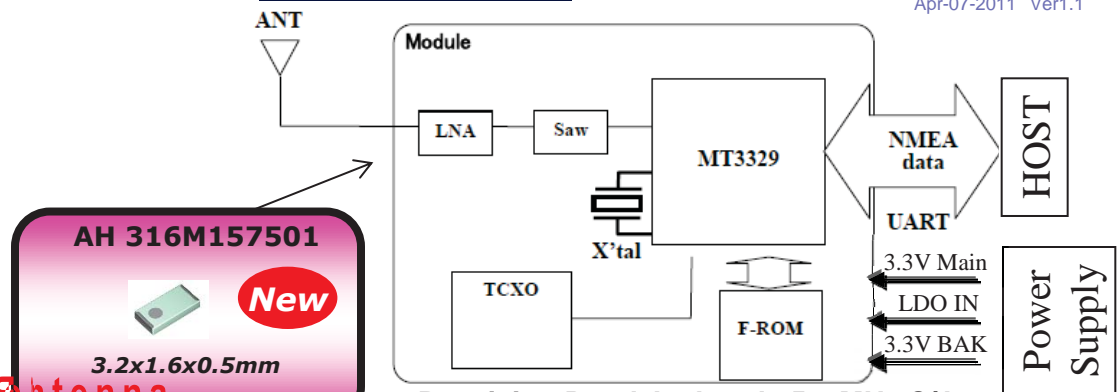 Apr-07-2011 Ver1.1
ANT
Module
LNA
Saw
MT3329
NMEA
data
HOST
UART
X'tal
AH 316M157501
New
3.2x1.6x0.5mm
TCXO
F-ROM
3.3V Main
LDO IN
3.3V BAK
Power
Supply